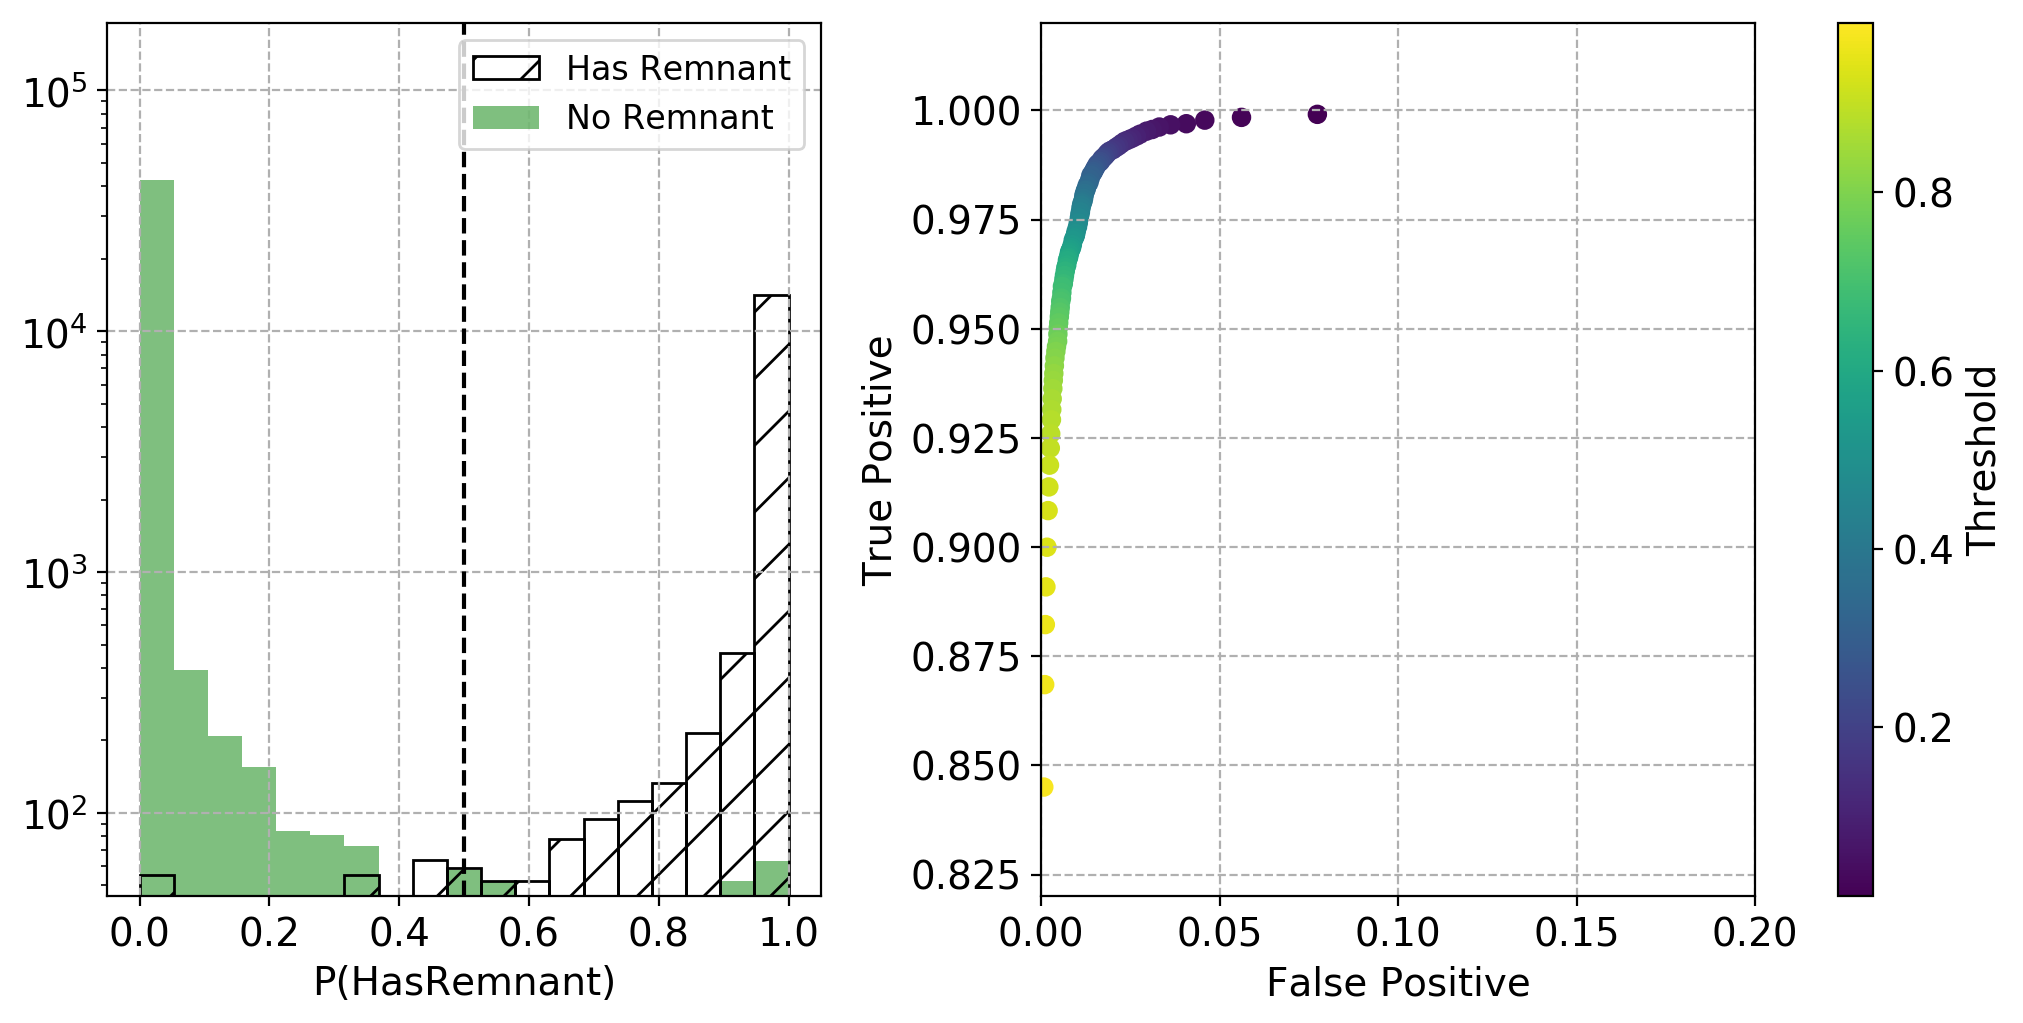 Has Remnant
No Remnant
10^5
10^4
10^3
10^2
0.0 0.2 0.4 0.6 0.8 1.0
P(HasRemnant)
True Positive
1.000
0.975
0.950
0.925
0.900
0.875
0.850
0.825
0.00 0.05 0.10 0.15 0.20
False Positive
0.8
0.6
0.4
0.2
Threshold